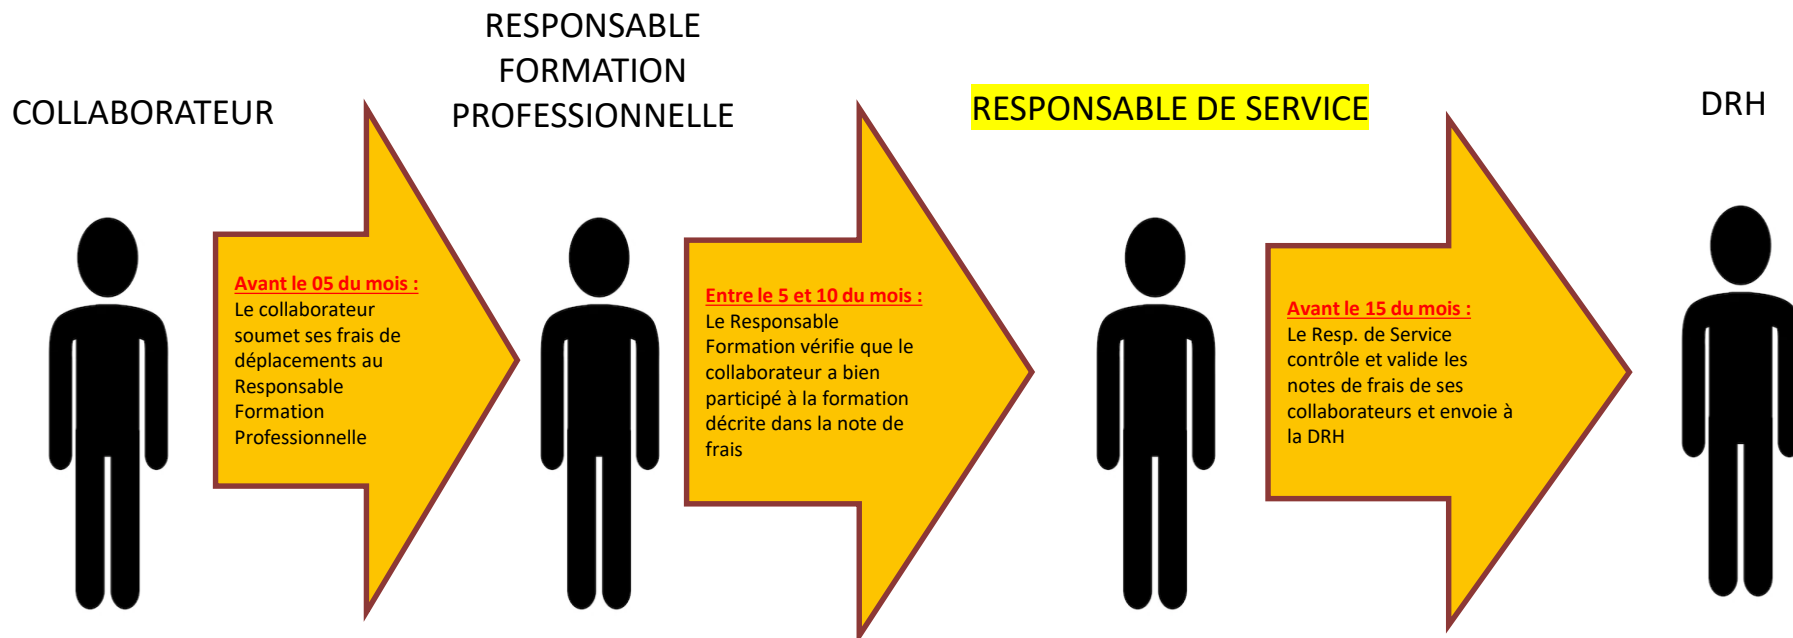 COLLABORATEUR
RESPONSABLE
FORMATION
PROFESSIONNELLE
RESPONSABLE DE SERVICE
DRH
Avant le 05 du mois :
Le collaborateur
soumet ses frais de
déplacements au
Responsable
Formation
Professionnelle
Entre le 5 et 10 du mois :
Le Responsable
Formation vérifie que le
collaborateur a bien
participé à la formation
décrite dans la note de
frais
Avant le 15 du mois :
Le Resp. de Service
contrôle et valide les
notes de frais de ses
collaborateurs et envoie à
la DRH